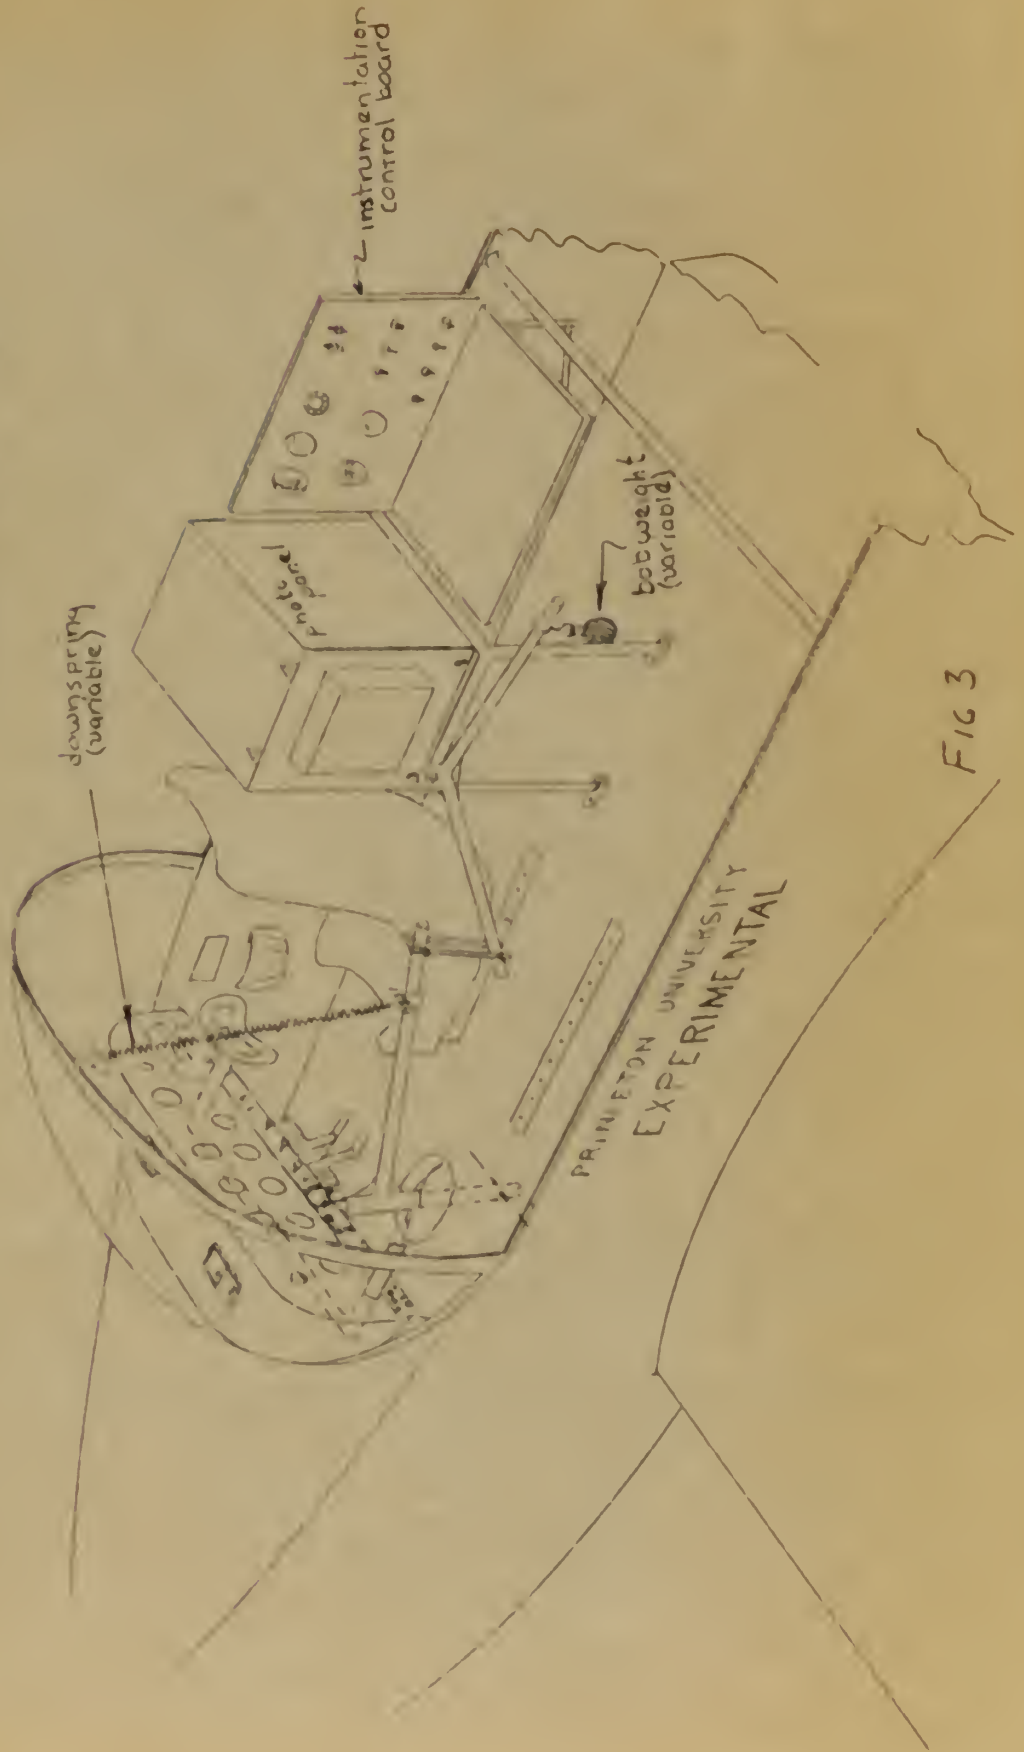 downspring
(variable)
instrumentation
control board
photo
panel
bobweight
(variable)
PRINCETON UNIVERSITY
EXPERIMENTAL
FIG 3